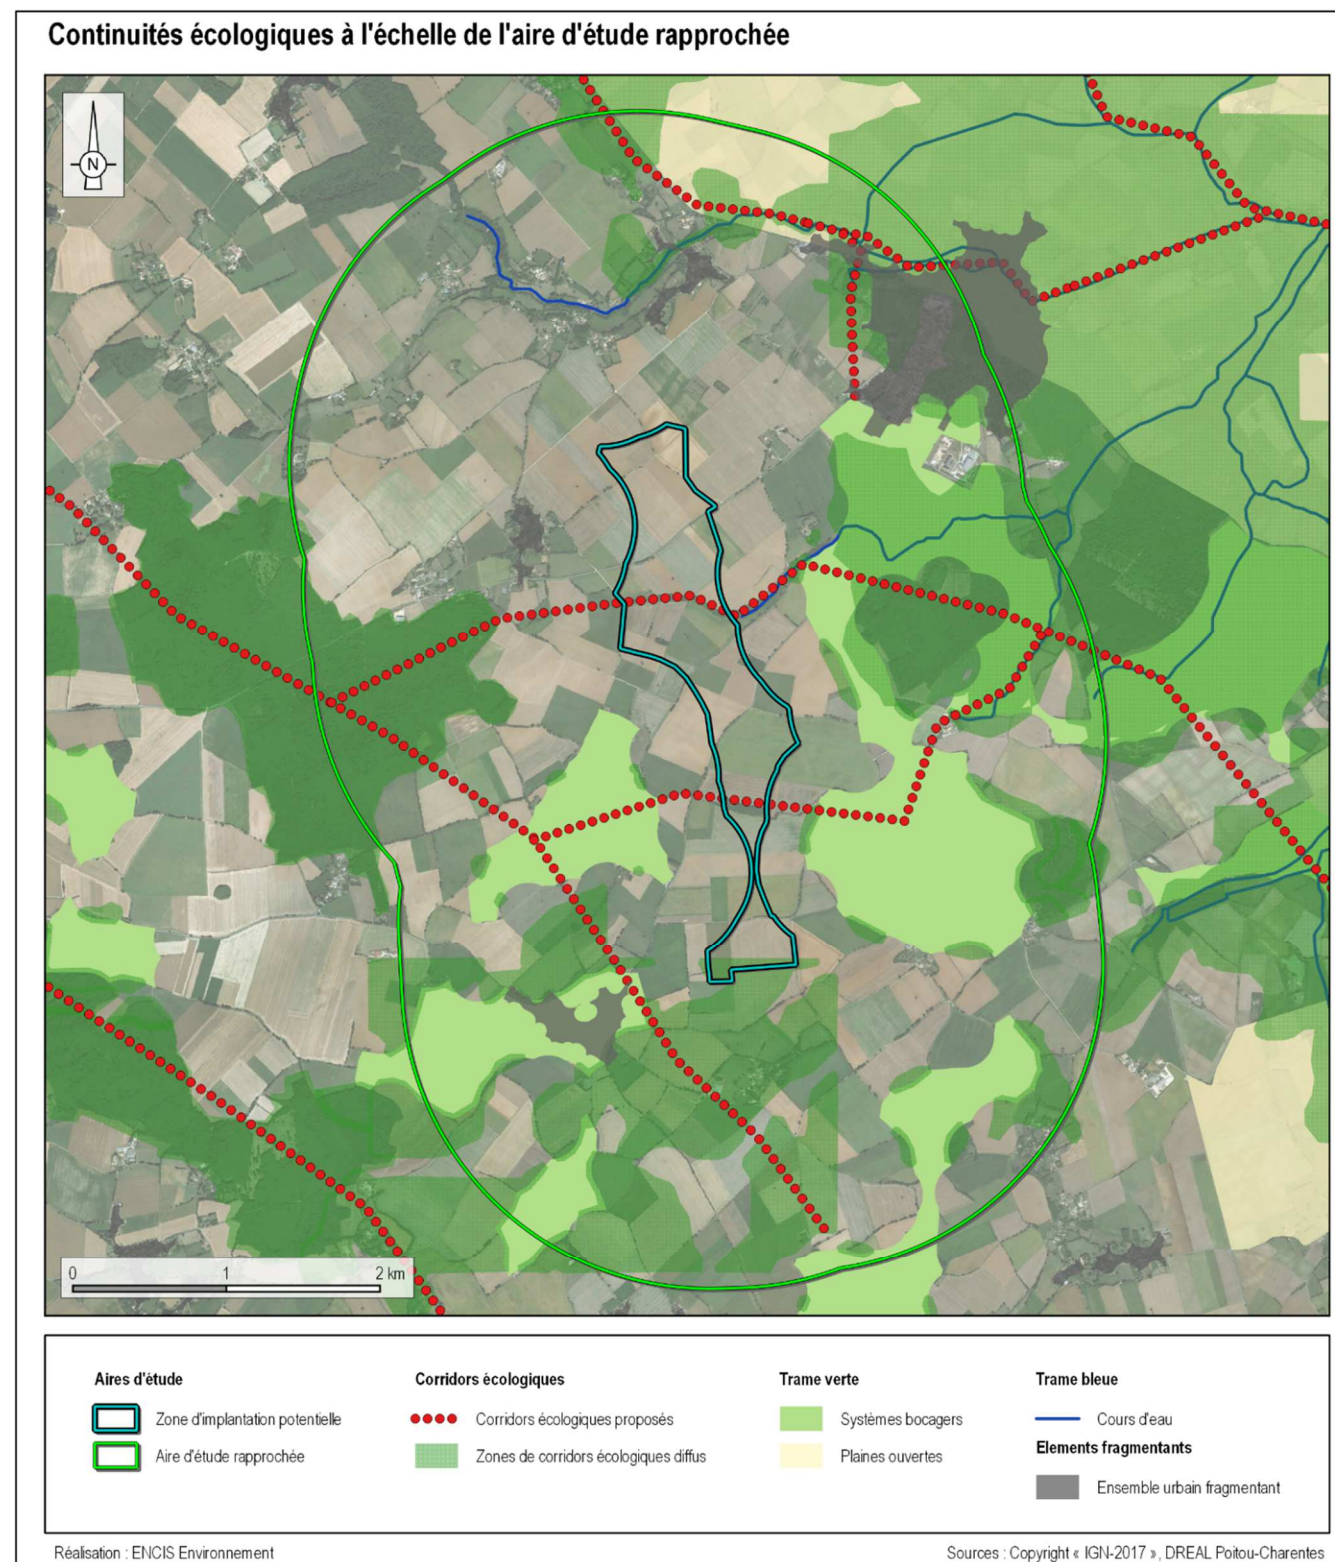 Continuités écologiques à l'échelle de l'aire d'étude rapprochée
N
0 1 2 km
Aires d'étude
Zone d'implantation potentielle
Aire d'étude rapprochée
Corridors écologiques
Corridors écologiques proposés
Zones de corridors écologiques diffus
Trame verte
Systèmes bocagers
Plaines ouvertes
Trame bleue
Cours d'eau
Elements fragmentants
Ensemble urbain fragmentant
Réalisation : ENCIS Environnement
Sources : Copyright « IGN-2017 », DREAL Poitou-Charentes